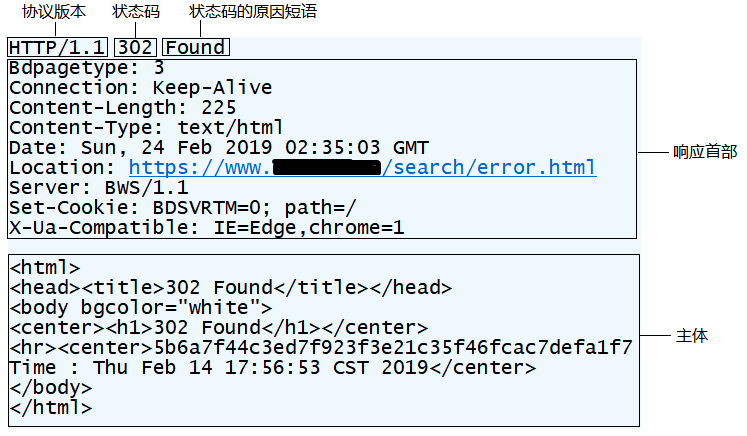 协议版本 状态码 状态码的原因短语
HTTP/1.1 302 Found
Bdpagetype: 3
Connection: Keep-Alive
Content-Length: 225
Content-Type: text/html
Date: Sun, 24 Feb 2019 02:35:03 GMT
Location: https://www. /search/error.html
响应首部
Server: BWS/1.1
Set-Cookie: BDSVRTM=0; path=/
X-Ua-Compatible: IE=Edge,chrome=1
<html>
<head><title>302 Found</title></head>
<body bgcolor="white">
<center><h1>302 Found</h1></center>
主体
<hr><center>5b6a7f44c3ed7f923f3e21c35f46fcac7defa1f7
Time : Thu Feb 14 17:56:53 CST 2019</center>
</body>
</html>